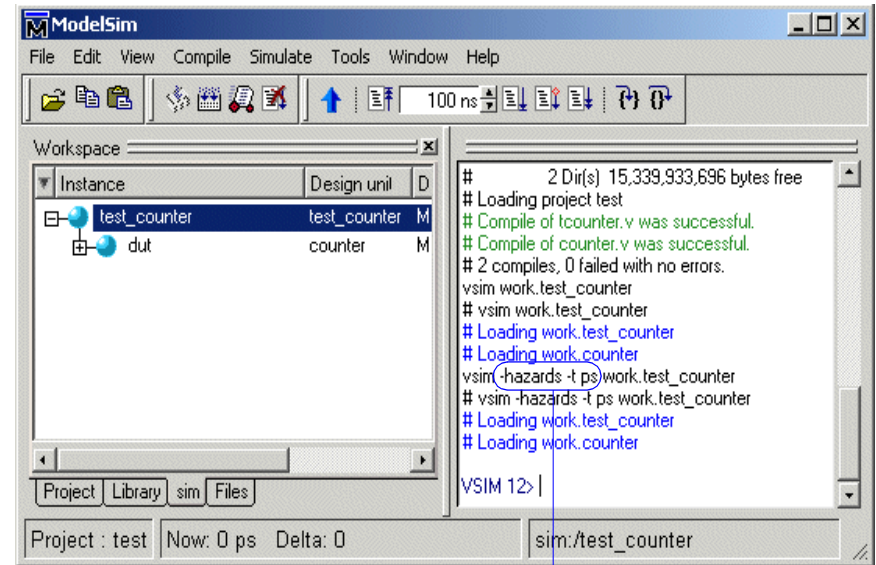 ModelSim
File Edit View Compile Simulate Tools Window Help
100 ns
Workspace
Instance Design unit D
test_counter test_counter M
dut counter M
Project Library sim Files
# 2 Dir(s) 15,339,933,696 bytes free
# Loading project test
# Compile of tcounter.v was successful.
# Compile of counter.v was successful.
# 2 compiles, 0 failed with no errors.
vsim work.test_counter
# vsim work.test_counter
# Loading work.test_counter
# Loading work.counter
vsim -hazards -t ps work.test_counter
# vsim -hazards -t ps work.test_counter
# Loading work.test_counter
# Loading work.counter
VSIM 12>
Project : test Now: 0 ps Delta: 0 sim:/test_counter